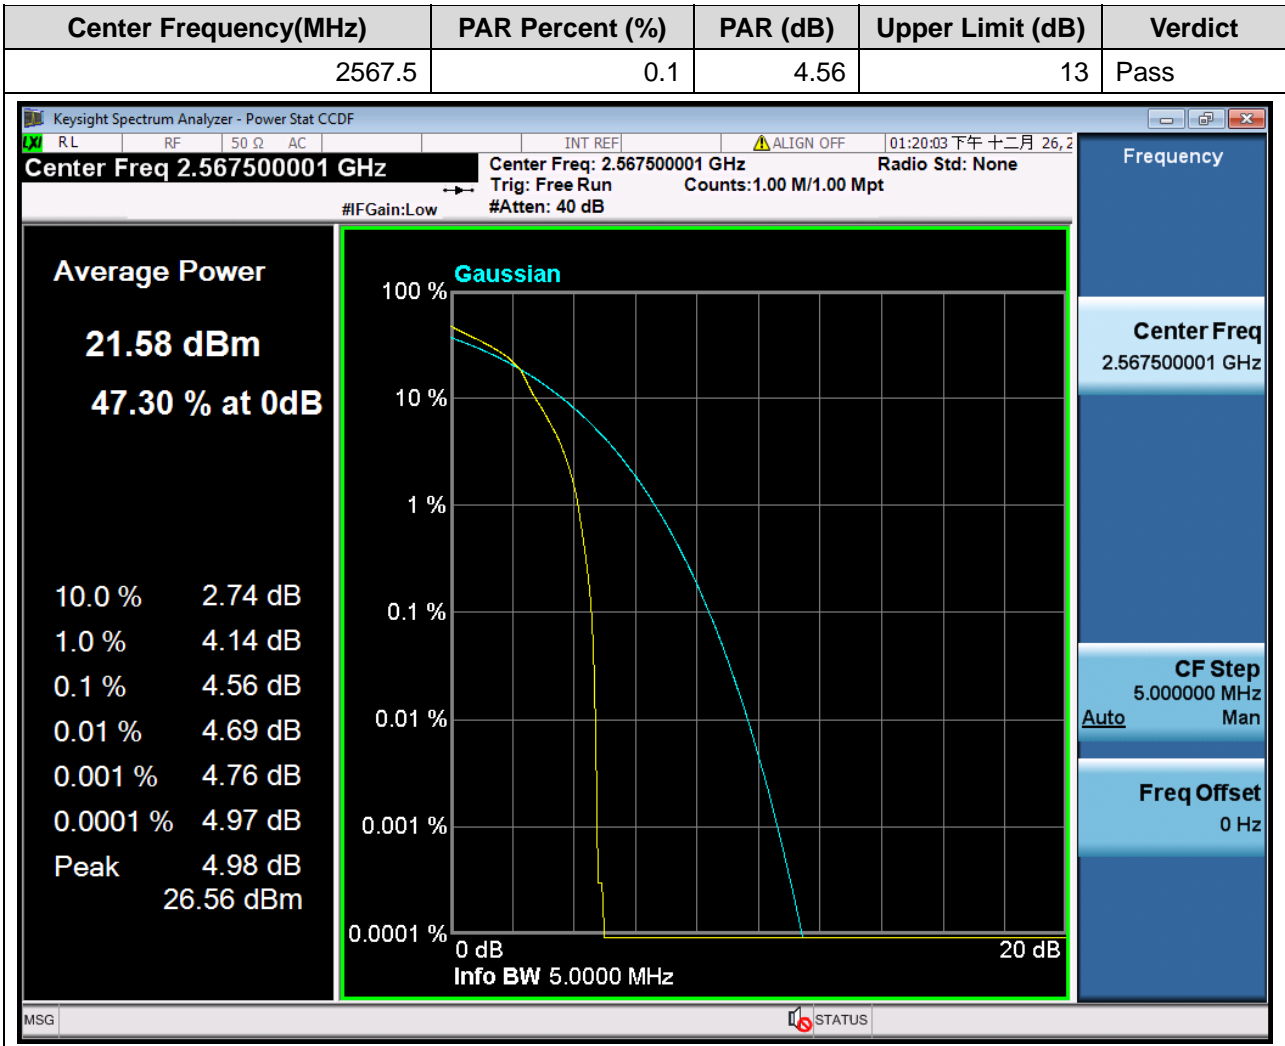 Center Frequency(MHz) PAR Percent (%) PAR (dB) Upper Limit (dB) Verdict
2567.5 0.1 4.56 13 Pass
Keysight Spectrum Analyzer - Power Stat CCDF
LXI RL RF 50 Ω AC INT REF ALIGN OFF 01:20:03 下午 十二月 26, 2
Center Freq 2.567500001 GHz
#IFGain:Low
Center Freq: 2.567500001 GHz Radio Std: None
Trig: Free Run Counts:1.00 M/1.00 Mpt
#Atten: 40 dB
Average Power
21.58 dBm
47.30 % at 0dB
10.0 % 2.74 dB
1.0 % 4.14 dB
0.1 % 4.56 dB
0.01 % 4.69 dB
0.001 % 4.76 dB
0.0001 % 4.97 dB
Peak 4.98 dB
26.56 dBm
Gaussian
100 %
10 %
1 %
0.1 %
0.01 %
0.001 %
0.0001 %
0 dB 20 dB
Info BW 5.0000 MHz
Frequency
Center Freq
2.567500001 GHz
CF Step
5.000000 MHz
Auto Man
Freq Offset
0 Hz
MSG STATUS